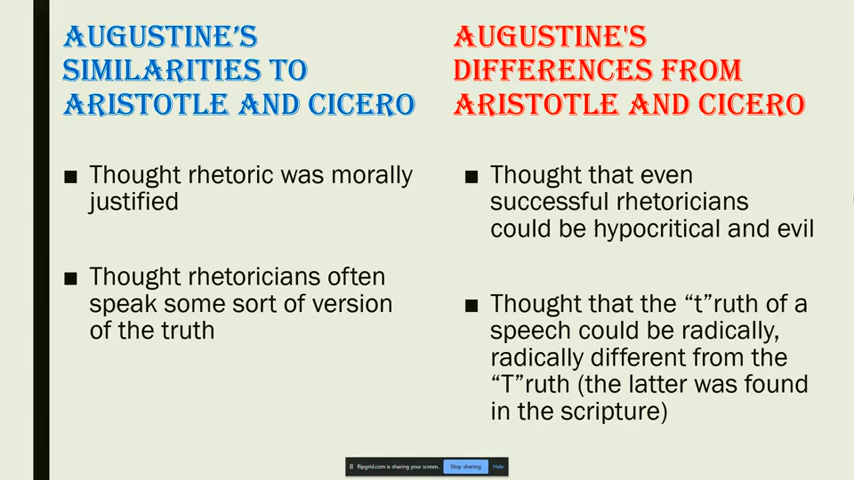 AUGUSTINE'S
SIMILARITIES TO
ARISTOTLE AND CICERO
■ Thought rhetoric was morally
justified
■ Thought rhetoricians often
speak some sort of version
of the truth
AUGUSTINE'S
DIFFERENCES FROM
ARISTOTLE AND CICERO
■ Thought that even
successful rhetoricians
could be hypocritical and evil
■ Thought that the “t”ruth of a
speech could be radically,
radically different from the
“T”ruth (the latter was found
in the scripture)
flipgrid.com is sharing your screen. Stop sharing Hide